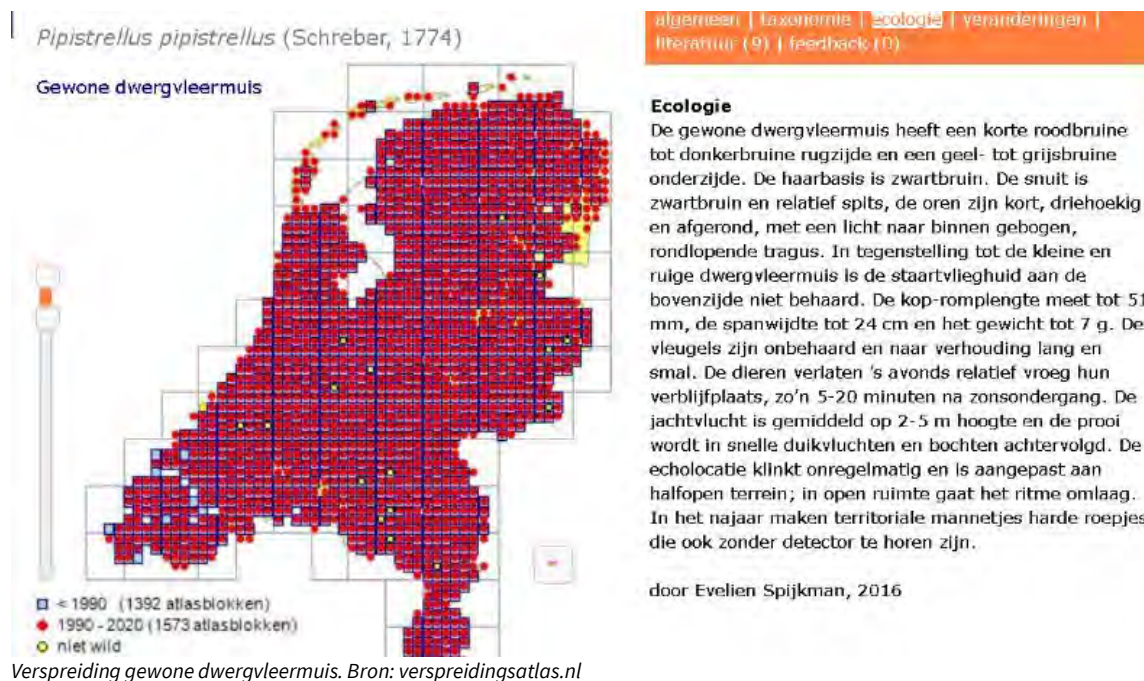 Pipistrellus pipistrellus (Schreber, 1774)
Gewone dwergvleermuis
< 1990 (1392 atlasblokken)
1990 - 2020 (1573 atlasblokken)
niet wild
algemeen | taxonomie | ecologie | veranderingen |
literatuur (9) | feedback (0)
Ecologie
De gewone dwergvleermuis heeft een korte roodbruine
tot donkerbruine rugzijde en een geel- tot grijsbruine
onderzijde. De haarbasis is zwartbruin. De snuit is
zwartbruin en relatief spits, de oren zijn kort, driehoekig
en afgerond, met een licht naar binnen gebogen,
rondlopende tragus. In tegenstelling tot de kleine en
ruige dwergvleermuis is de staartvlieghuid aan de
bovenzijde niet behaard. De kop-romplengte meet tot 51
mm, de spanwijdte tot 24 cm en het gewicht tot 7 g. De
vleugels zijn onbehaard en naar verhouding lang en
smal. De dieren verlaten 's avonds relatief vroeg hun
verblijfplaats, zo'n 5-20 minuten na zonsondergang. De
jachtvlucht is gemiddeld op 2-5 m hoogte en de prooi
wordt in snelle duikvluchten en bochten achtervolgd. De
echolocatie klinkt onregelmatig en is aangepast aan
halfopen terrein; in open ruimte gaat het ritme omlaag.
In het najaar maken territoriale mannetjes harde roepjes
die ook zonder detector te horen zijn.
door Evelien Spijkman, 2016
Verspreiding gewone dwergvleermuis. Bron: verspreidingsatlas.nl